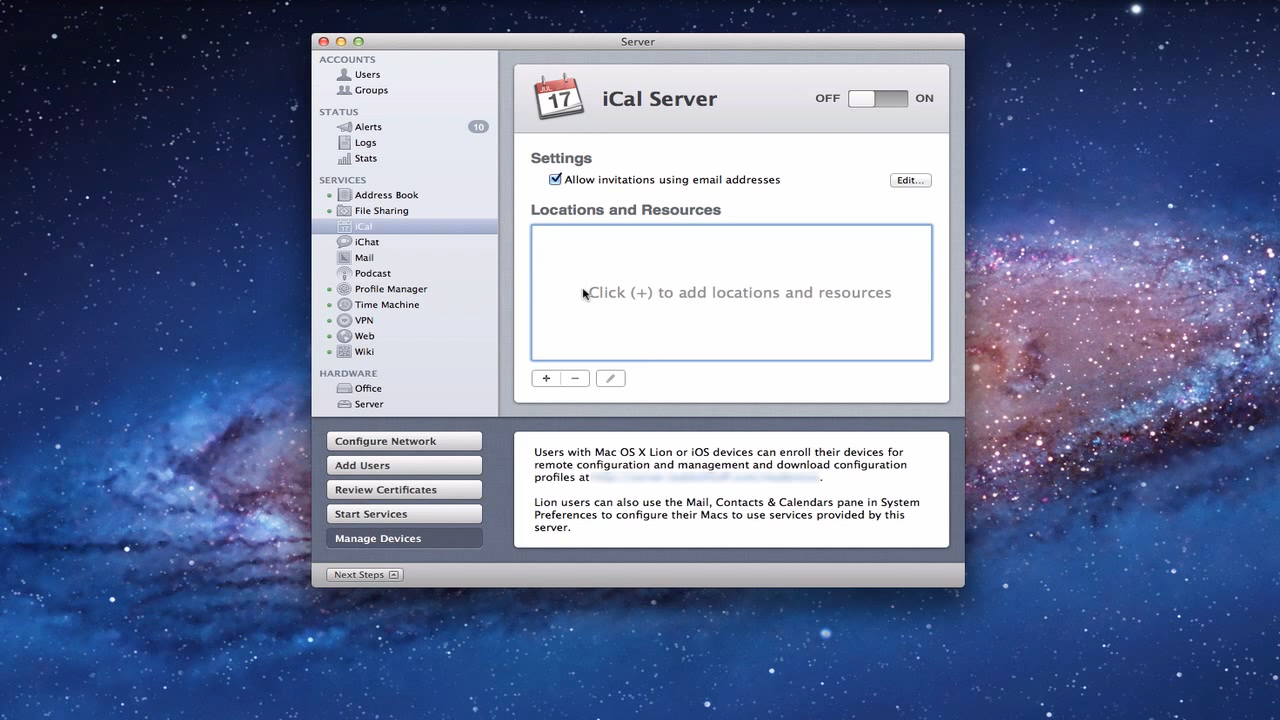 Server
ACCOUNTS
Users
Groups
STATUS
Alerts 10
Logs
Stats
SERVICES
Address Book
File Sharing
iCal
iChat
Mail
Podcast
Profile Manager
Time Machine
VPN
Web
Wiki
HARDWARE
Office
Server
JUL 17
iCal Server
OFF ON
Settings
Allow invitations using email addresses Edit...
Locations and Resources
Click (+) to add locations and resources
Configure Network
Add Users
Review Certificates
Start Services
Manage Devices
Users with Mac OS X Lion or iOS devices can enroll their devices for
remote configuration and management and download configuration
profiles at .
Lion users can also use the Mail, Contacts & Calendars pane in System
Preferences to configure their Macs to use services provided by this
server.
Next Steps